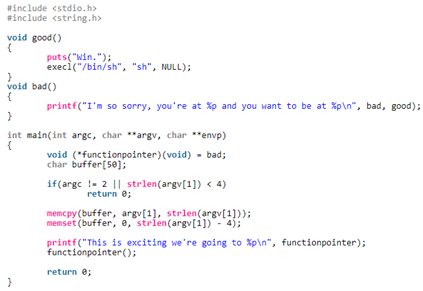 #include <stdio.h>
#include <string.h>
void good()
{
puts("Win.");
execl("/bin/sh", "sh", NULL);
}
void bad()
{
printf("I'm so sorry, you're at %p and you want to be at %p\n", bad, good);
}
int main(int argc, char **argv, char **envp)
{
void (*functionpointer)(void) = bad;
char buffer[50];
if(argc != 2 || strlen(argv[1]) < 4)
return 0;
memcpy(buffer, argv[1], strlen(argv[1]));
memset(buffer, 0, strlen(argv[1]) - 4);
printf("This is exciting we're going to %p\n", functionpointer);
functionpointer();
return 0;
}